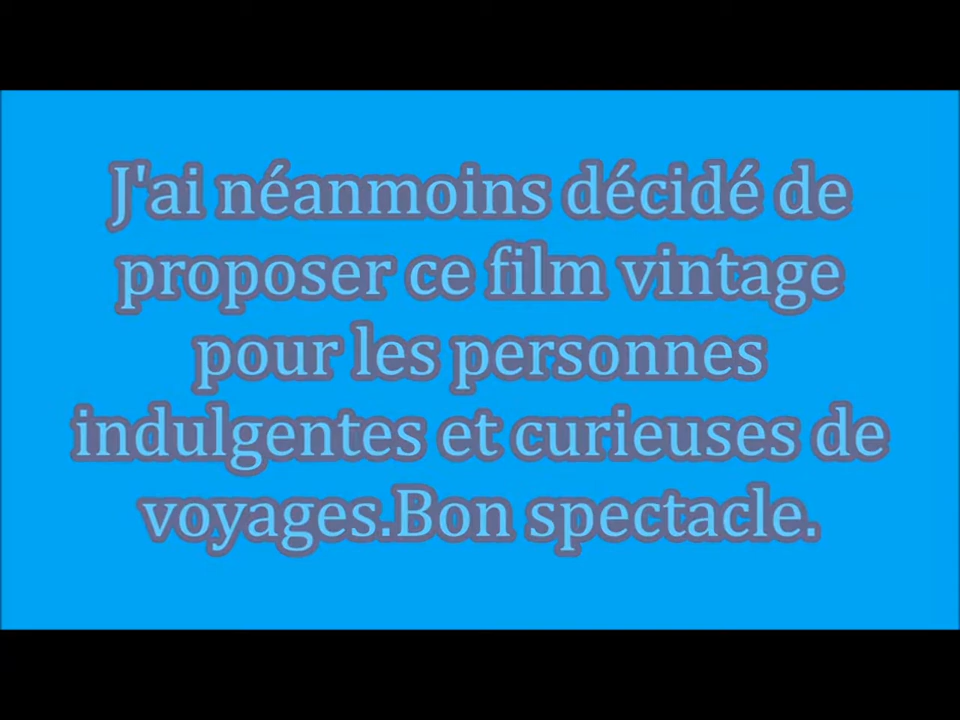 J'ai néanmoins décidé de
proposer ce film vintage
pour les personnes
indulgentes et curieuses de
voyages.Bon spectacle.